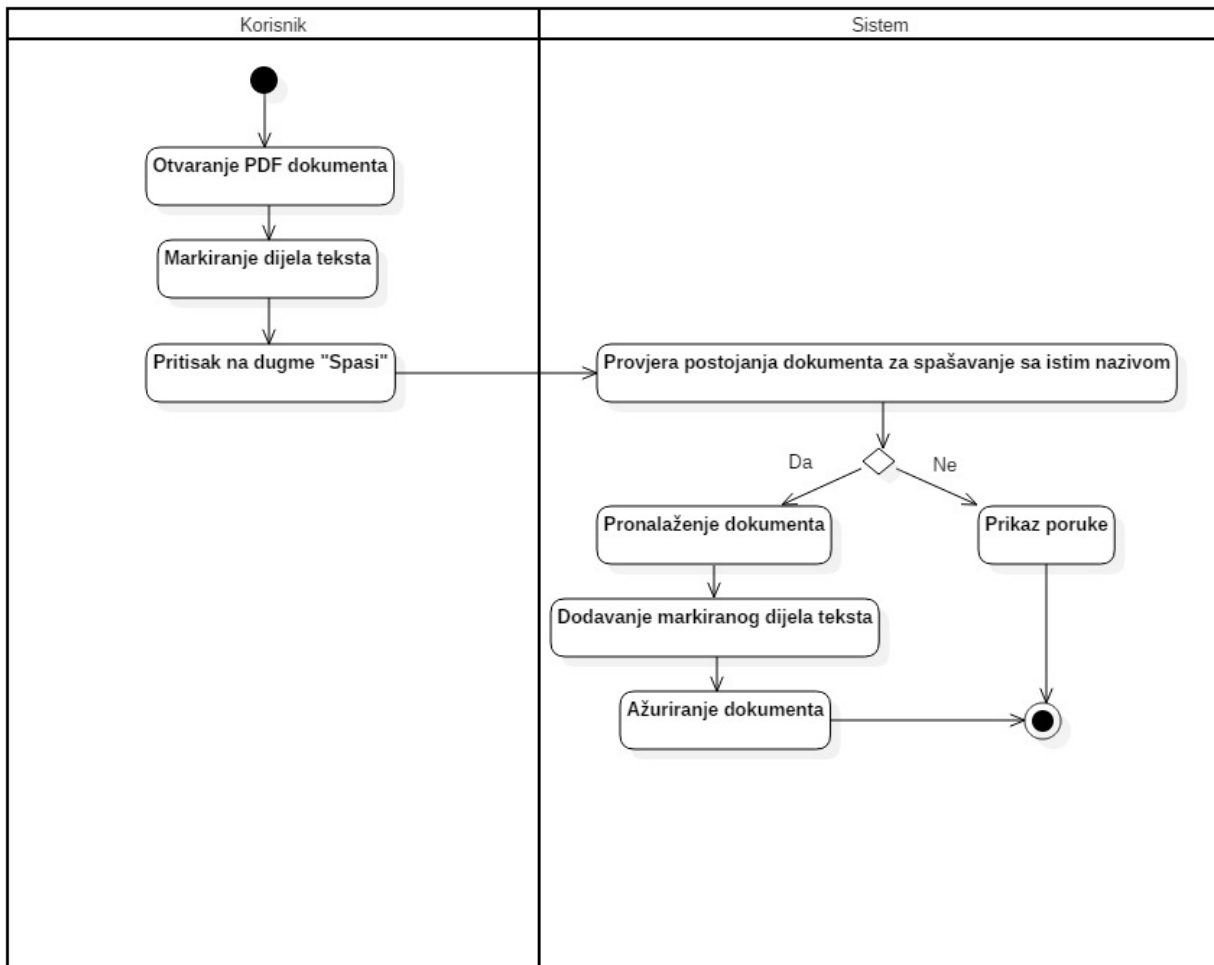 Korisnik
Sistem
Otvaranje PDF dokumenta
Markiranje dijela teksta
Pritisak na dugme "Spasi"
Provjera postojanja dokumenta za spašavanje sa istim nazivom
Da
Ne
Pronalaženje dokumenta
Prikaz poruke
Dodavanje markiranog dijela teksta
Ažuriranje dokumenta